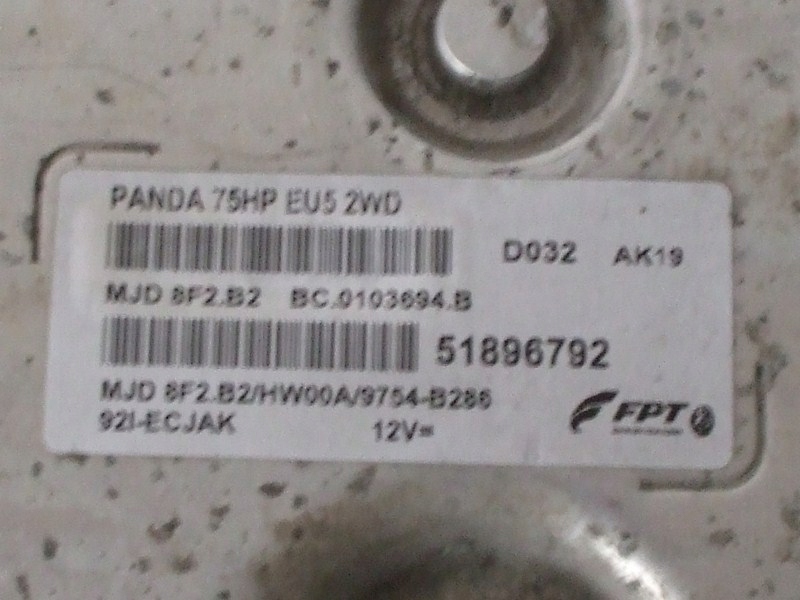 PANDA 75HP EU5 2WD
D032 AK19
MJD 8F2.B2 BC.0103694.B
51896792
MJD 8F2.B2/HW00A/9754-B286
92I-ECJAK 12V=
FPT